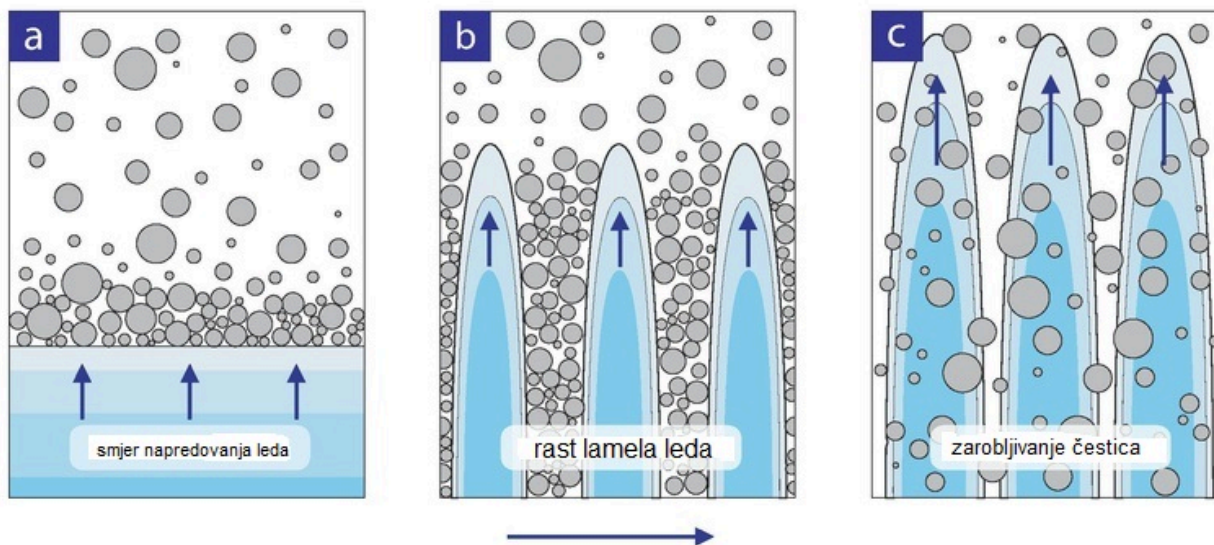 a
b
c
smjer napredovanja leda
rast lamela leda
zarobljivanje čestica